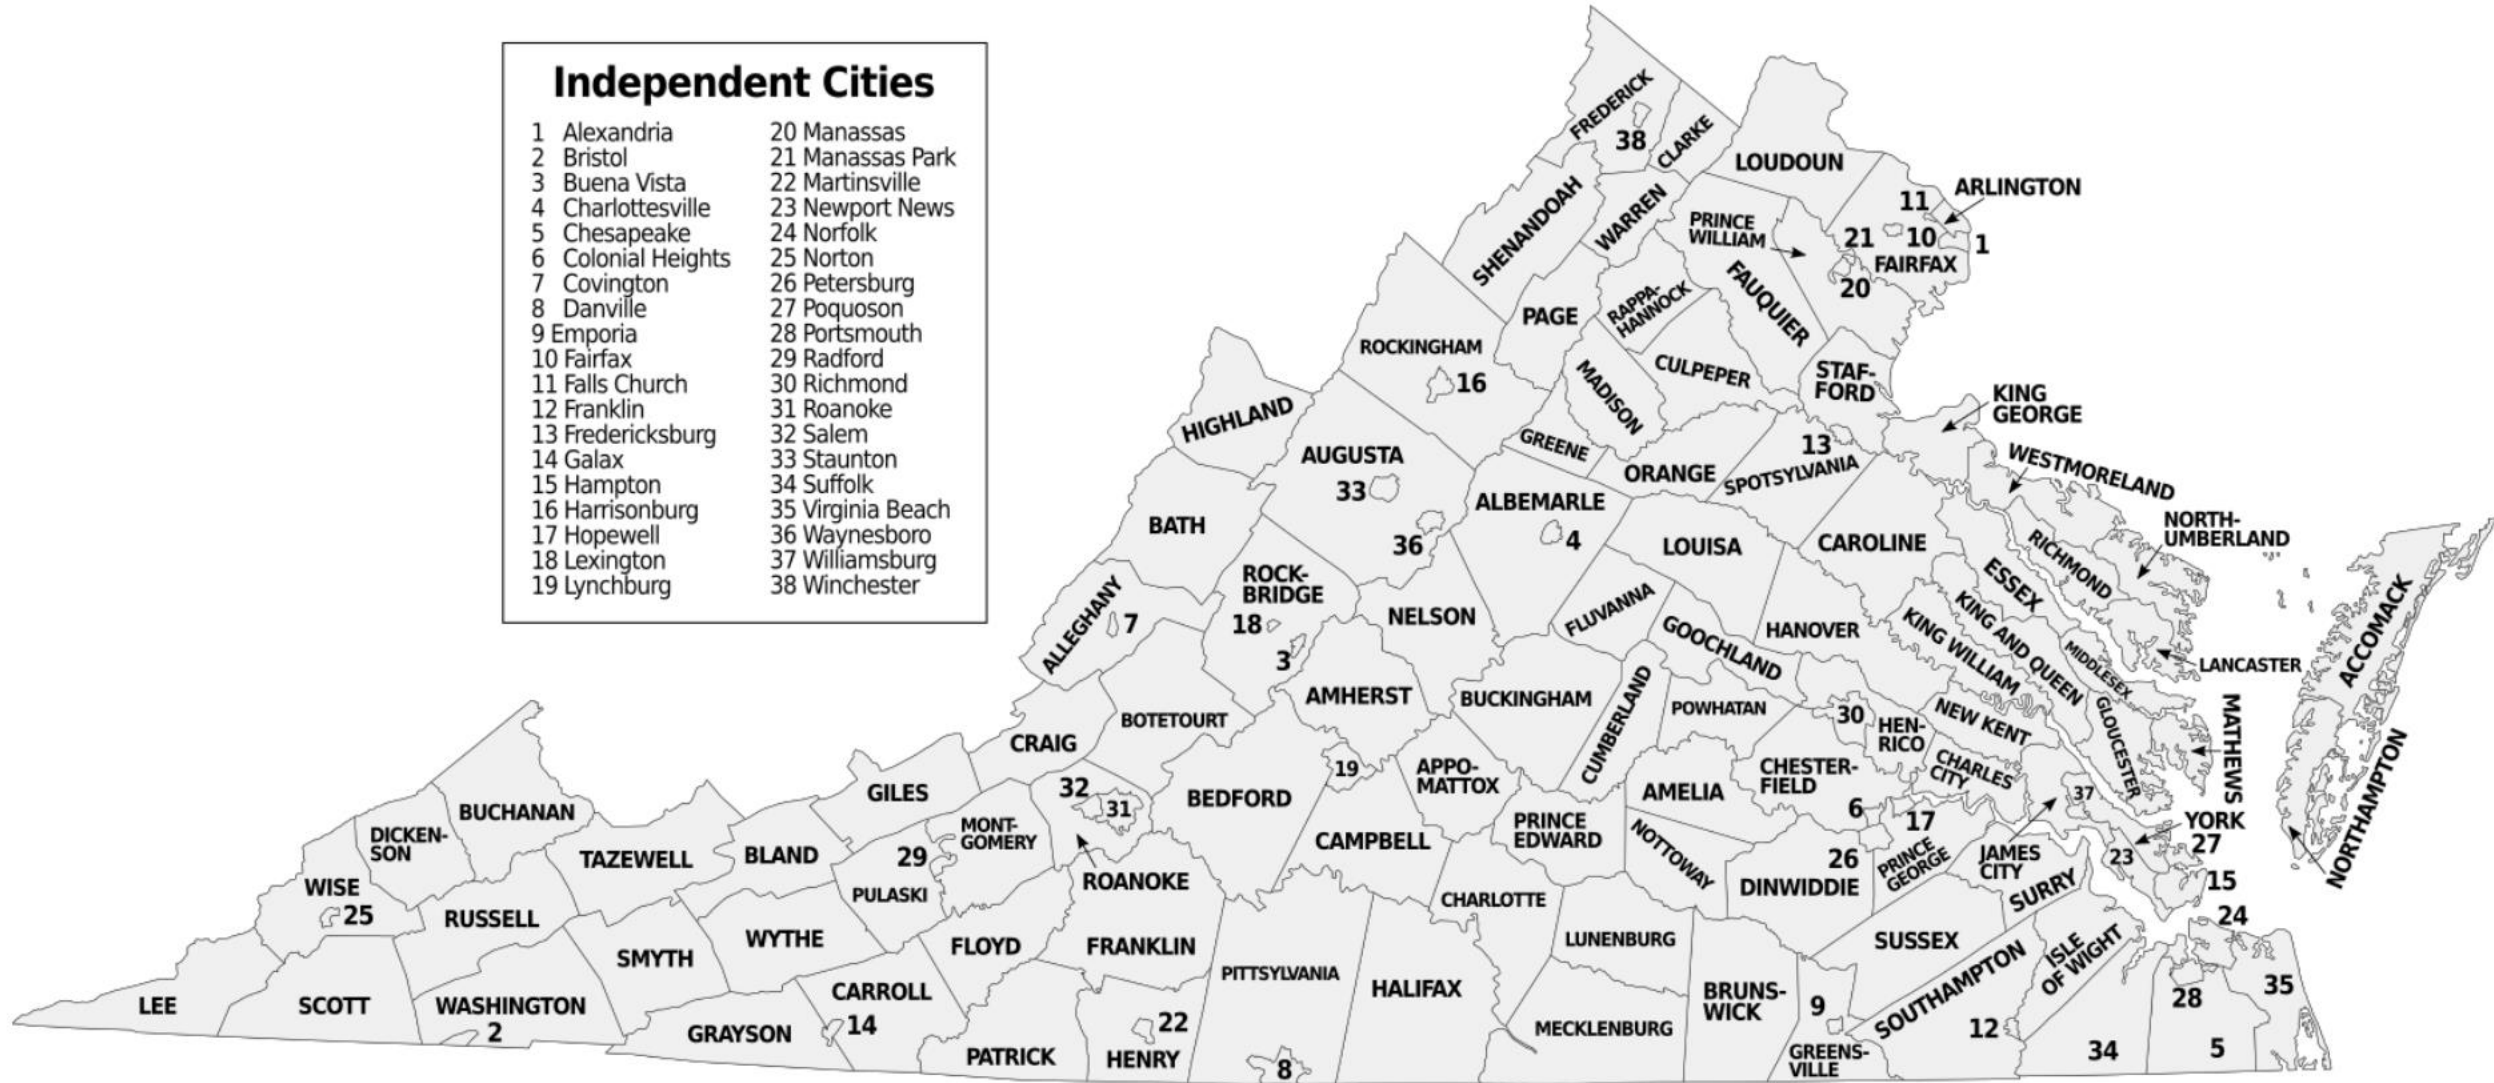 Independent Cities
1 Alexandria
2 Bristol
3 Buena Vista
4 Charlottesville
5 Chesapeake
6 Colonial Heights
7 Covington
8 Danville
9 Emporia
10 Fairfax
11 Falls Church
12 Franklin
13 Fredericksburg
14 Galax
15 Hampton
16 Harrisonburg
17 Hopewell
18 Lexington
19 Lynchburg
20 Manassas
21 Manassas Park
22 Martinsville
23 Newport News
24 Norfolk
25 Norton
26 Petersburg
27 Poquoson
28 Portsmouth
29 Radford
30 Richmond
31 Roanoke
32 Salem
33 Staunton
34 Suffolk
35 Virginia Beach
36 Waynesboro
37 Williamsburg
38 Winchester
FREDERICK
38
CLARKE
LOUDOUN
SHENANDOAH
WARREN
PRINCE
WILLIAM
11
ARLINGTON
21
10
1
FAIRFAX
20
FAUQUIER
PAGE
RAPPA-
HANNOCK
ROCKINGHAM
16
MADISON
CULPEPER
STAF-
FORD
KING
GEORGE
HIGHLAND
AUGUSTA
33
36
GREENE
ORANGE
13
SPOTSYLVANIA
WESTMORELAND
NORTH-
UMBERLAND
BATH
ALBEMARLE
4
LOUISA
CAROLINE
RICHMOND
ESSEX
ALLEGHANY
7
ROCK-
BRIDGE
18
3
NELSON
FLUVANNA
GOOCHLAND
HANOVER
KING WILLIAM
KING AND QUEEN
MIDDLESEX
LANCASTER
ACCOMACK
AMHERST
BUCKINGHAM
CUMBERLAND
POWHATAN
30
HEN-
RICO
NEW KENT
GLOUCESTER
MATHEWS
NORTHAMPTON
BOTETOURT
CRAIG
GILES
32
31
BEDFORD
19
APPO-
MATTOX
AMELIA
CHESTER-
FIELD
CHARLES
CITY
37
YORK
27
BUCHANAN
DICKEN-
SON
TAZEWELL
BLAND
29
PULASKI
MONT-
GOMERY
ROANOKE
CAMPBELL
PRINCE
EDWARD
NOTTOWAY
6
17
26
PRINCE
GEORGE
JAMES
CITY
23
15
24
WISE
25
RUSSELL
SMYTH
WYTHE
FLOYD
FRANKLIN
CHARLOTTE
DINWIDDIE
SURRY
LUNENBURG
SUSSEX
PITTSYLVANIA
HALIFAX
SOUTHAMPTON
ISLE
OF WIGHT
LEE
SCOTT
WASHINGTON
2
GRAYSON
CARROLL
14
PATRICK
22
HENRY
8
MECKLENBURG
BRUNS-
WICK
9
GREENS-
VILLE
12
34
28
5
35